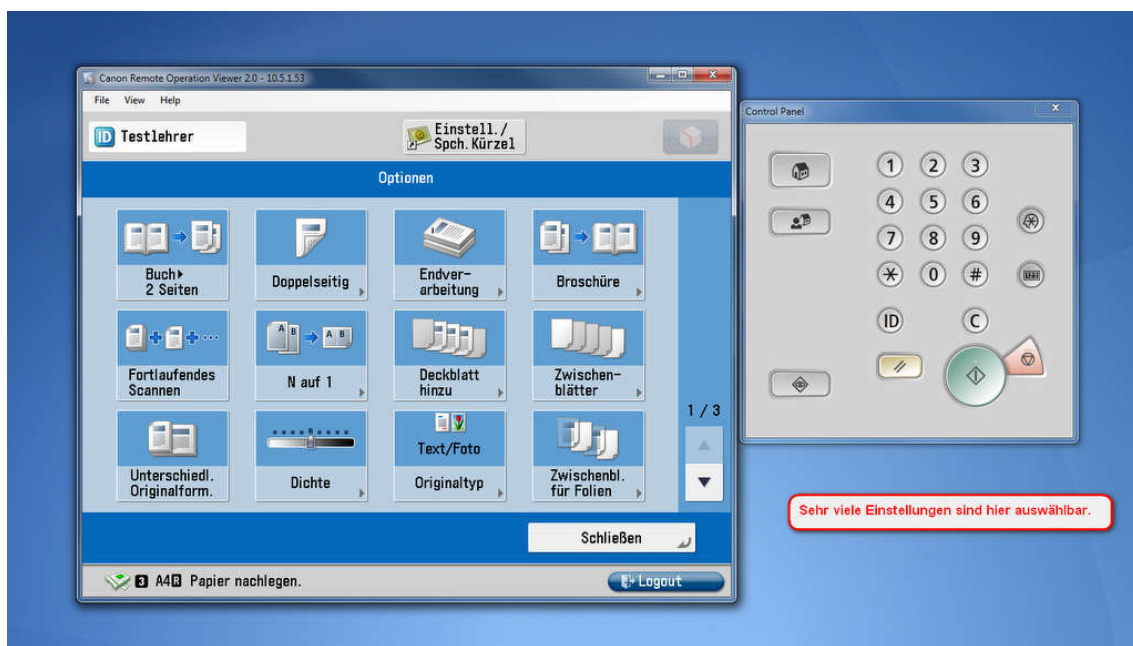 Canon Remote Operation Viewer 2.0 - 10.5.1.53
File View Help
ID Testlehrer
Einstell./
Spch.Kürzel
Optionen
Buch▸
2 Seiten
Doppelseitig
Endver-
arbeitung
Broschüre
Fortlaufendes
Scannen
A B A B
N auf 1
Deckblatt
hinzu
Zwischen-
blätter
Unterschiedl.
Originalform.
Dichte
Text/Foto
Originaltyp
Zwischenbl.
für Folien
1 / 3
Schließen
3 A4R Papier nachlegen.
Logout
Control Panel
1 2 3
4 5 6
7 8 9
0 #
ID C
Sehr viele Einstellungen sind hier auswählbar.